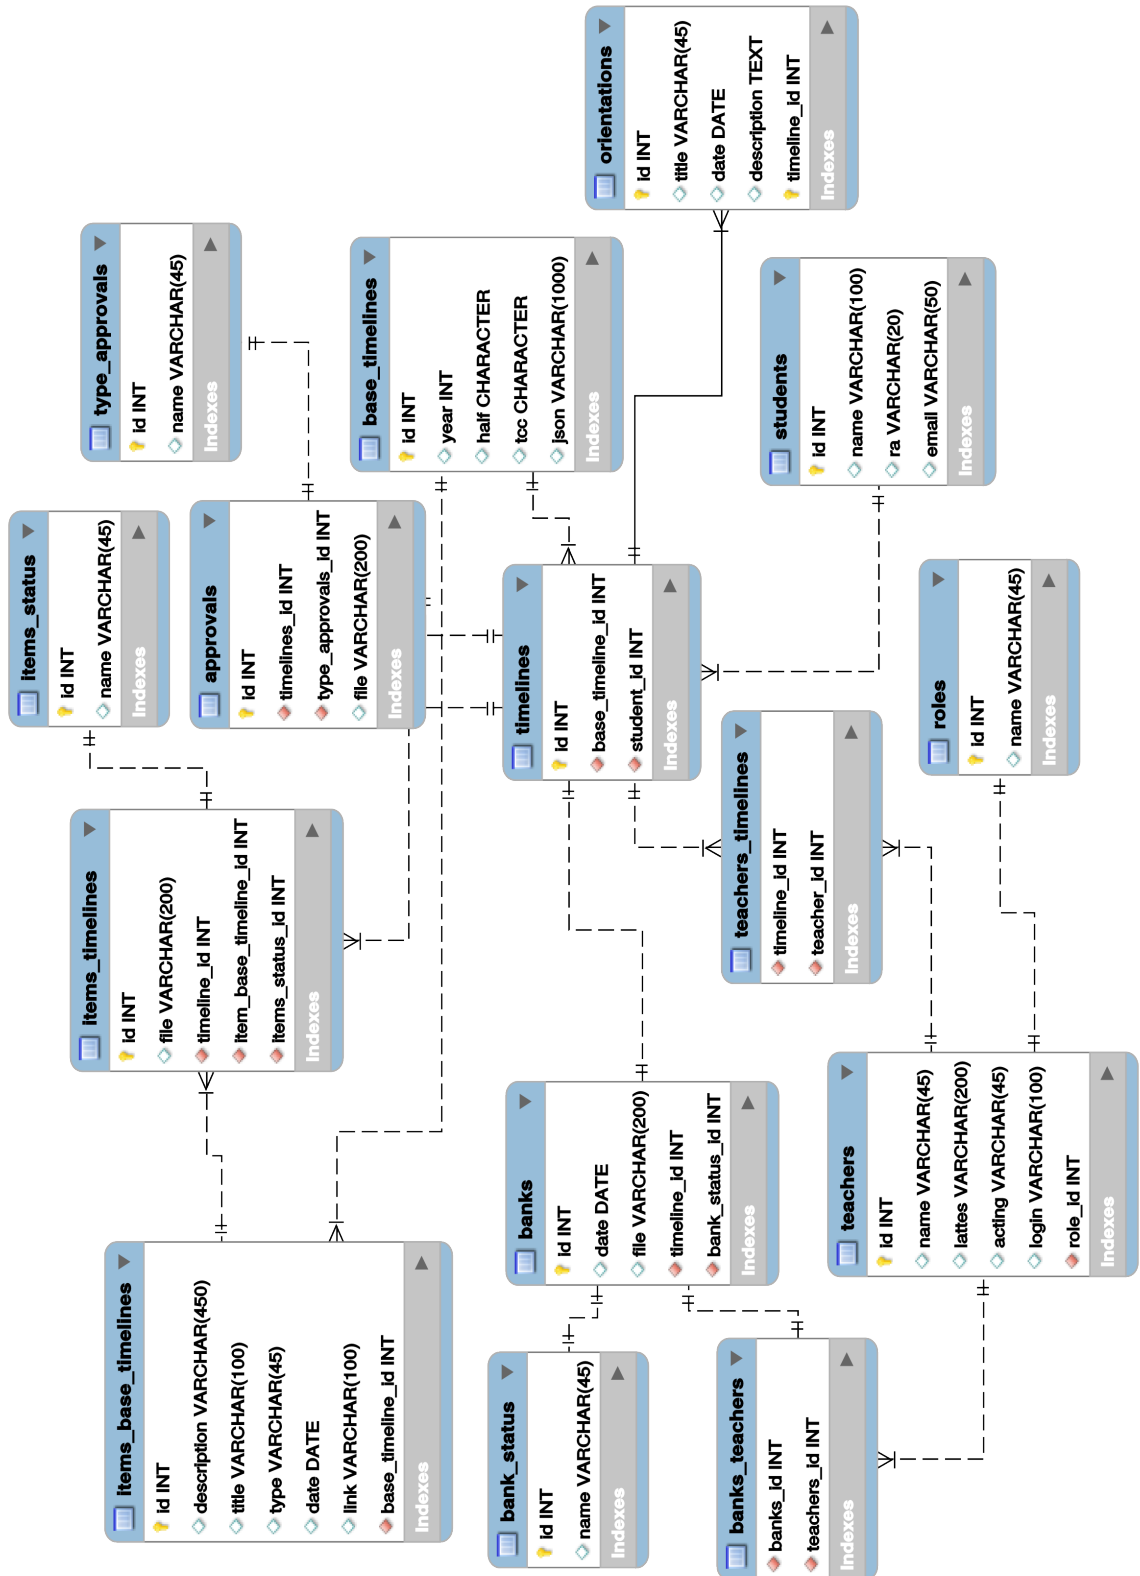 items_base_timelines
id INT
description VARCHAR(450)
title VARCHAR(100)
type VARCHAR(45)
date DATE
link VARCHAR(100)
base_timeline_id INT
Indexes
items_timelines
id INT
file VARCHAR(200)
timeline_id INT
item_base_timeline_id INT
items_status_id INT
Indexes
items_status
id INT
name VARCHAR(45)
Indexes
approvals
id INT
timelines_id INT
type_approvals_id INT
file VARCHAR(200)
Indexes
type_approvals
id INT
name VARCHAR(45)
Indexes
base_timelines
id INT
year INT
half CHARACTER
tcc CHARACTER
json VARCHAR(1000)
Indexes
bank_status
id INT
name VARCHAR(45)
Indexes
banks
id INT
date DATE
file VARCHAR(200)
timeline_id INT
bank_status_id INT
Indexes
timelines
id INT
base_timeline_id INT
student_id INT
Indexes
orientations
id INT
title VARCHAR(45)
date DATE
description TEXT
timeline_id INT
Indexes
banks_teachers
banks_id INT
teachers_id INT
Indexes
teachers_timelines
timeline_id INT
teacher_id INT
Indexes
students
id INT
name VARCHAR(100)
ra VARCHAR(20)
email VARCHAR(50)
Indexes
teachers
id INT
name VARCHAR(45)
lattes VARCHAR(200)
acting VARCHAR(45)
login VARCHAR(100)
role_id INT
Indexes
roles
id INT
name VARCHAR(45)
Indexes